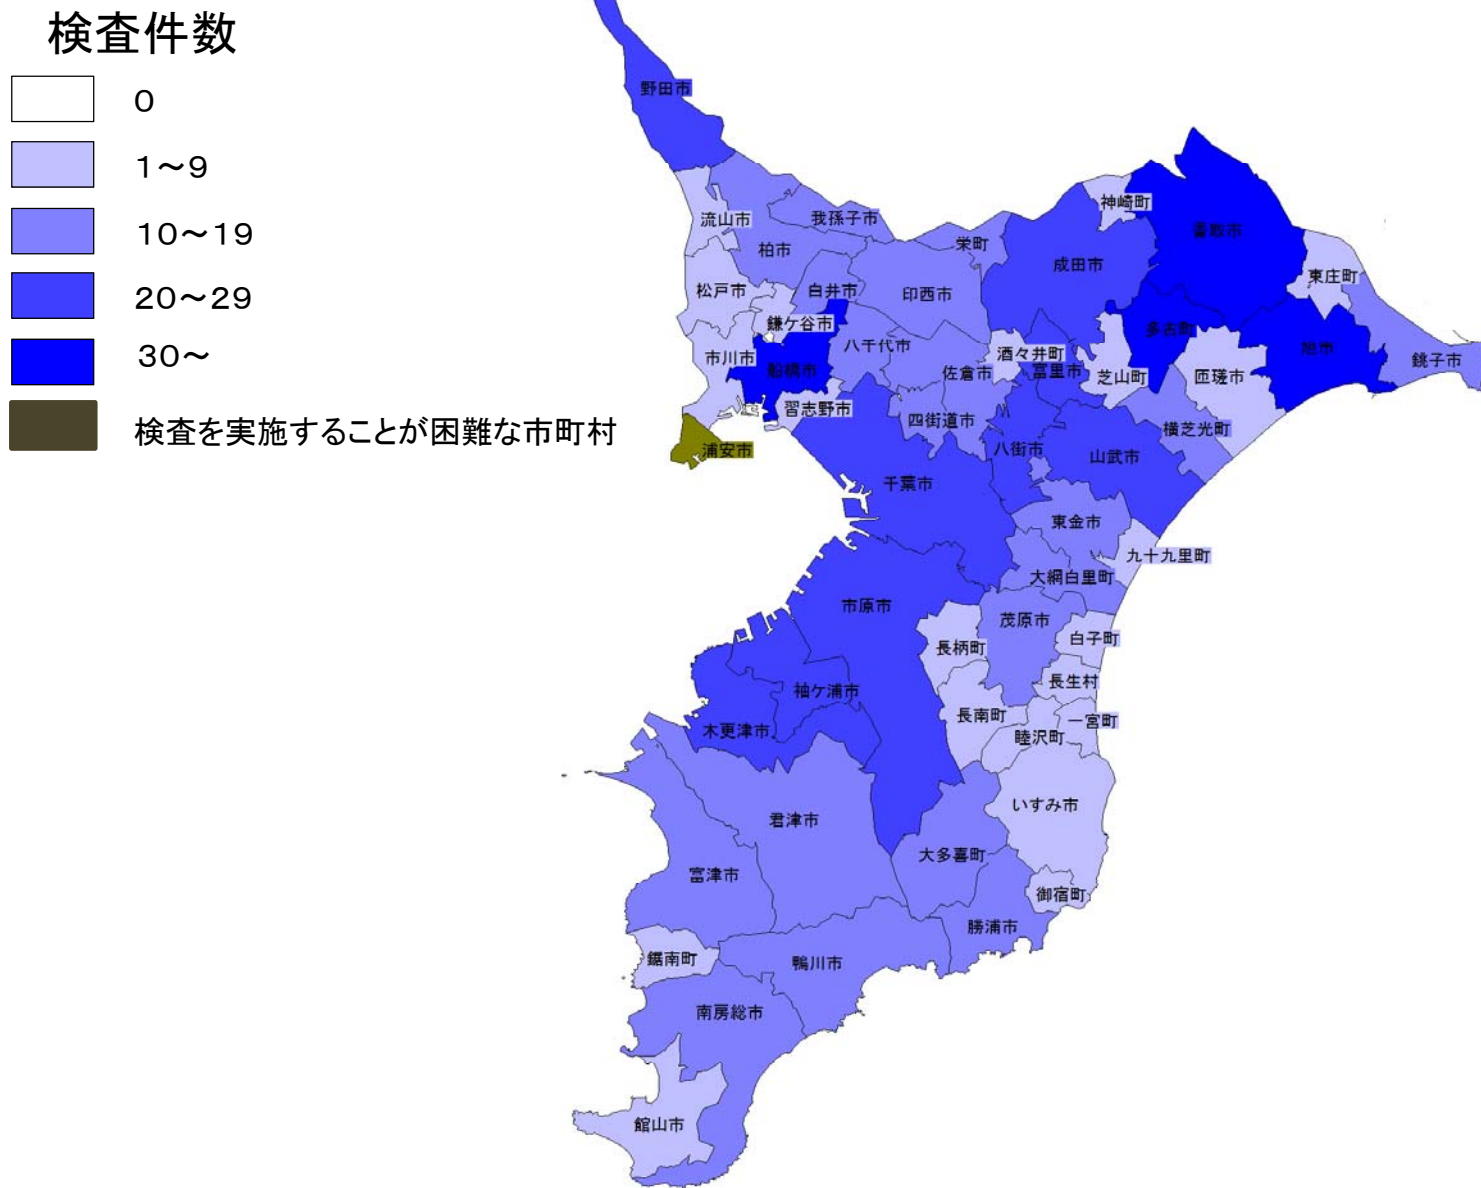 検査件数
0
1～9
10～19
20～29
30～
検査を実施することが困難な市町村
野田市
流山市
我孫子市
柏市
栄町
神崎町
香取市
成田市
東庄町
松戸市
白井市
印西市
鎌ケ谷市
多古町
市川市
船橋市
八千代市
酒々井町
佐倉市
富里市
芝山町
匝瑳市
旭市
銚子市
習志野市
四街道市
横芝光町
浦安市
八街市
山武市
千葉市
東金市
九十九里町
大網白里町
市原市
茂原市
白子町
長柄町
長生村
袖ケ浦市
長南町
一宮町
木更津市
睦沢町
いすみ市
君津市
大多喜町
富津市
御宿町
勝浦市
鋸南町
鴨川市
南房総市
館山市